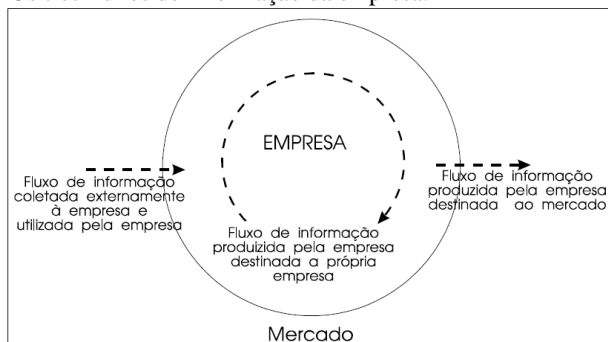 EMPRESA
Fluxo de informação
coletada externamente
à empresa e
utilizada pela empresa
Fluxo de informação
produizida pela empresa
destinada a própria
empresa
Fluxo de informação
produzida pela empresa
destinada ao mercado
Mercado